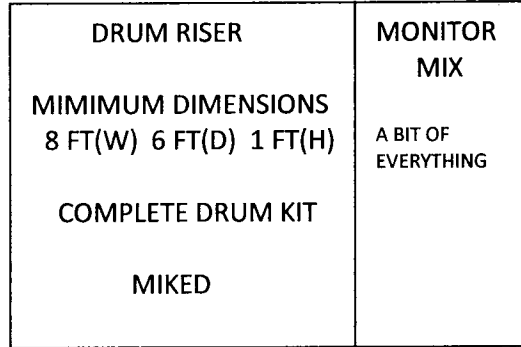 DRUM RISER
MIMIMUM DIMENSIONS
8 FT(W) 6 FT(D) 1 FT(H)
COMPLETE DRUM KIT
MIKED
MONITOR
MIX
A BIT OF
EVERYTHING